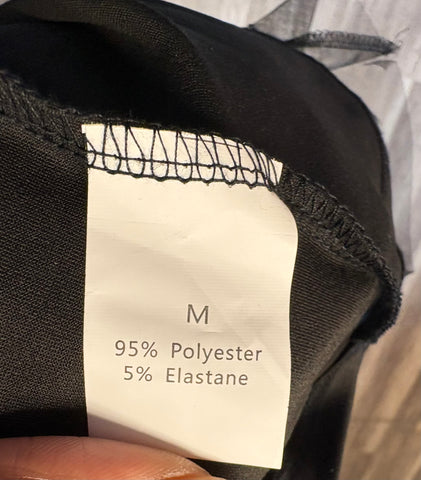 M
95% Polyester
5% Elastane